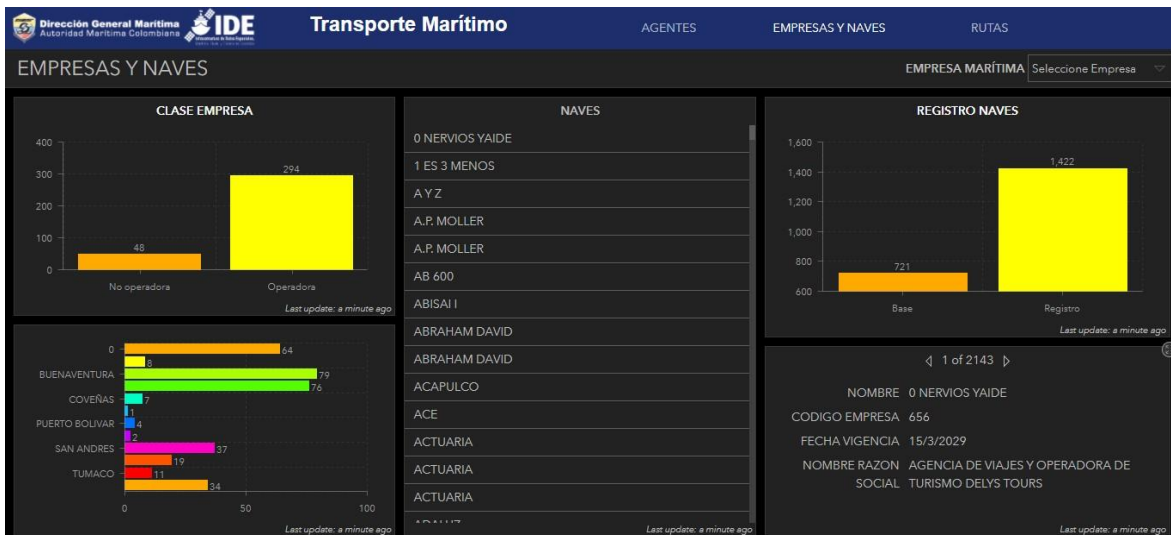 Dirección General Marítima
Autoridad Marítima Colombiana
IDE
Transporte Marítimo
AGENTES
EMPRESAS Y NAVES
RUTAS
EMPRESAS Y NAVES
EMPRESA MARÍTIMA
Seleccione Empresa
CLASE EMPRESA
400
300
200
100
0
48
294
No operadora
Operadora
Last update: a minute ago
0
BUENAVENTURA
COVEÑAS
PUERTO BOLIVAR
SAN ANDRES
TUMACO
64
8
79
76
7
1
4
2
37
19
11
34
0
50
100
Last update: a minute ago
NAVES
0 NERVIOS YAIDE
1 ES 3 MENOS
A Y Z
A.P. MOLLER
A.P. MOLLER
AB 600
ABISAI I
ABRAHAM DAVID
ABRAHAM DAVID
ACAPULCO
ACE
ACTUARIA
ACTUARIA
ACTUARIA
Last update: a minute ago
REGISTRO NAVES
1,600
1,400
1,200
1,000
800
600
721
1,422
Base
Registro
Last update: a minute ago
1 of 2143
NOMBRE 0 NERVIOS YAIDE
CODIGO EMPRESA 656
FECHA VIGENCIA 15/3/2029
NOMBRE RAZON AGENCIA DE VIAJES Y OPERADORA DE
SOCIAL TURISMO DELYS TOURS
Last update: a minute ago